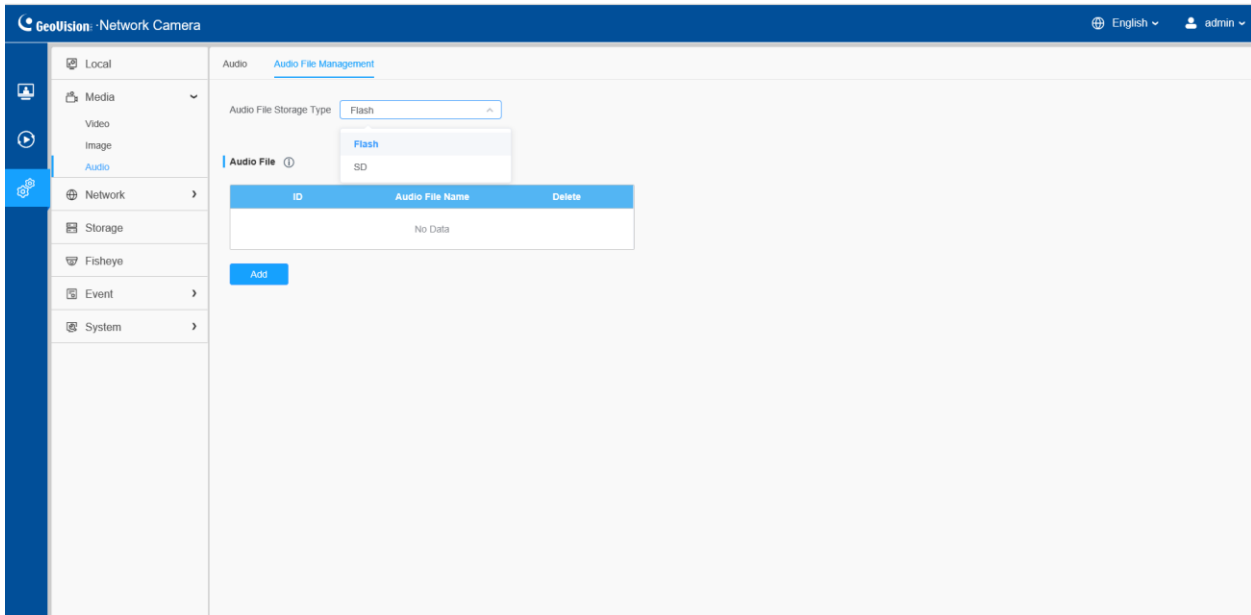 GeoVision Network Camera
English
admin
Local
Media
Video
Image
Audio
Network
Storage
Fisheye
Event
System
Audio Audio File Management
Audio File Storage Type Flash
Flash
SD
Audio File
ID Audio File Name Delete
No Data
Add